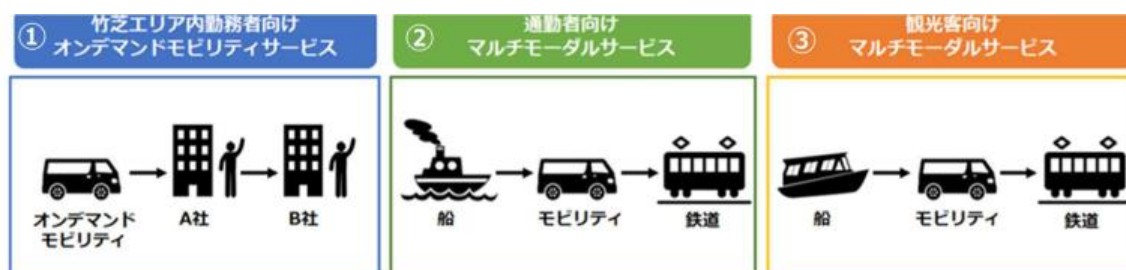 ①
竹芝エリア内勤務者向け
オンデマンドモビリティサービス
オンデマンド
モビリティ
A社
B社
②
通勤者向け
マルチモーダルサービス
船
モビリティ
鉄道
③
観光客向け
マルチモーダルサービス
船
モビリティ
鉄道